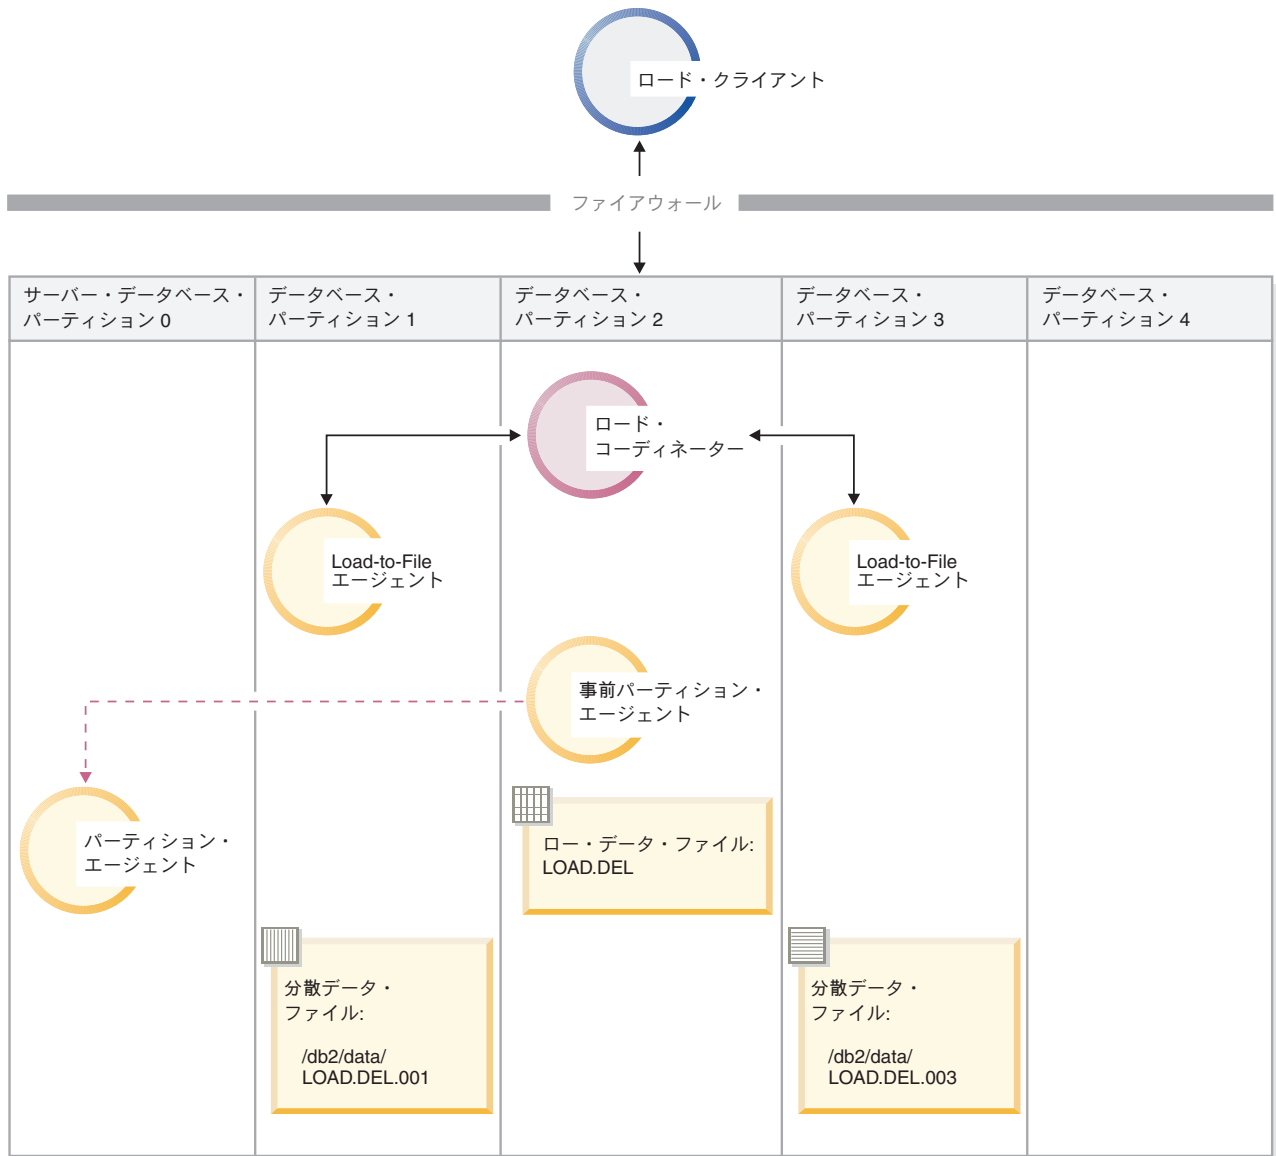 ロード・クライアント
ファイアウォール
サーバー・データベース・
パーティション 0
データベース・
パーティション 1
データベース・
パーティション 2
データベース・
パーティション 3
データベース・
パーティション 4
ロード・
コーディネーター
Load-to-File
エージェント
Load-to-File
エージェント
事前パーティション・
エージェント
パーティション・
エージェント
ロー・データ・ファイル:
LOAD.DEL
分散データ・
ファイル:
/db2/data/
LOAD.DEL.001
分散データ・
ファイル:
/db2/data/
LOAD.DEL.003